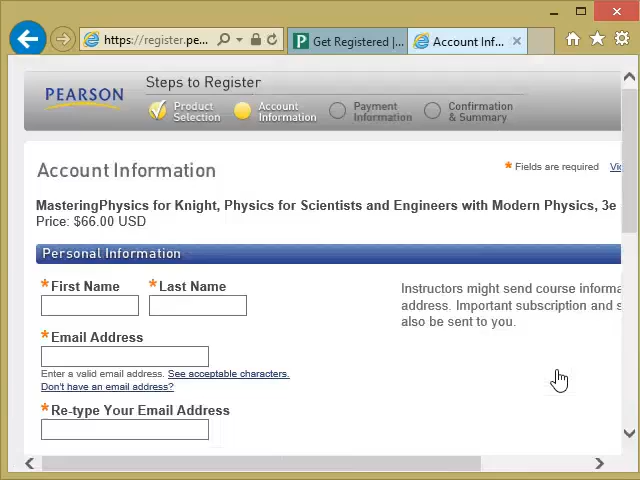 https://register.pe...
Get Registered |...
Account Inf...
PEARSON
Steps to Register
Product Selection
Account Information
Payment Information
Confirmation & Summary
Account Information
* Fields are required
MasteringPhysics for Knight, Physics for Scientists and Engineers with Modern Physics, 3e
Price: $66.00 USD
Personal Information
*First Name *Last Name
Instructors might send course informa
address. Important subscription and s
also be sent to you.
*Email Address
Enter a valid email address. See acceptable characters.
Don't have an email address?
*Re-type Your Email Address